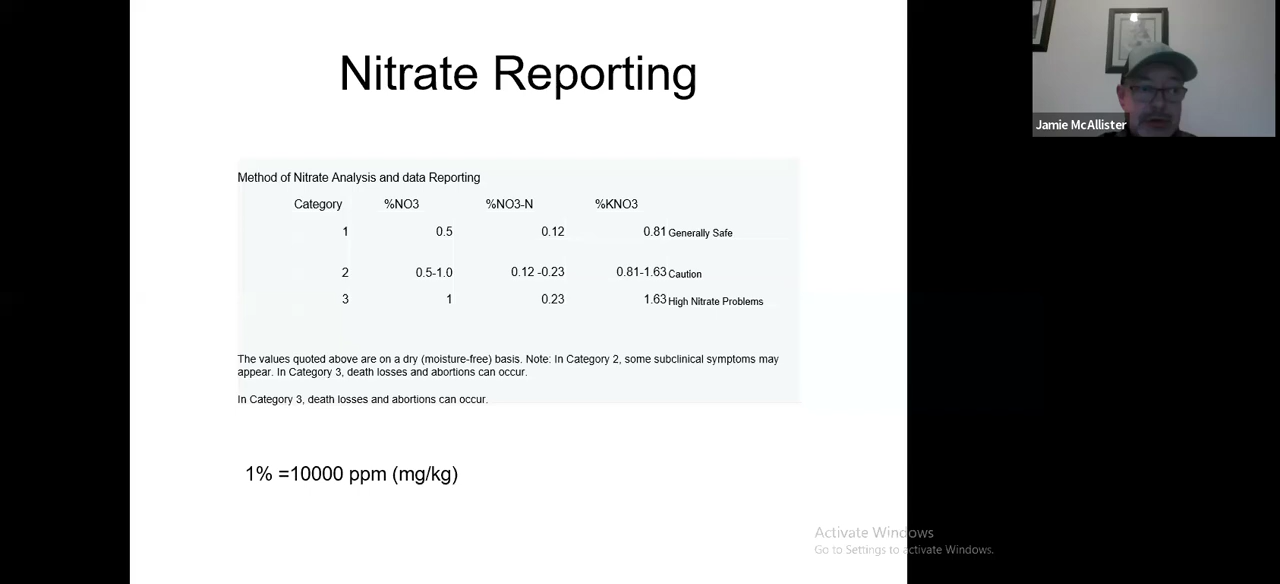 Nitrate Reporting
Jamie McAllister
Method of Nitrate Analysis and data Reporting
Category %NO3 %NO3-N %KNO3
1 0.5 0.12 0.81 Generally Safe
2 0.5-1.0 0.12 -0.23 0.81-1.63 Caution
3 1 0.23 1.63 High Nitrate Problems
The values quoted above are on a dry (moisture-free) basis. Note: In Category 2, some subclinical symptoms may
appear. In Category 3, death losses and abortions can occur.
In Category 3, death losses and abortions can occur.
1% =10000 ppm (mg/kg)
Activate Windows
Go to Settings to activate Windows.